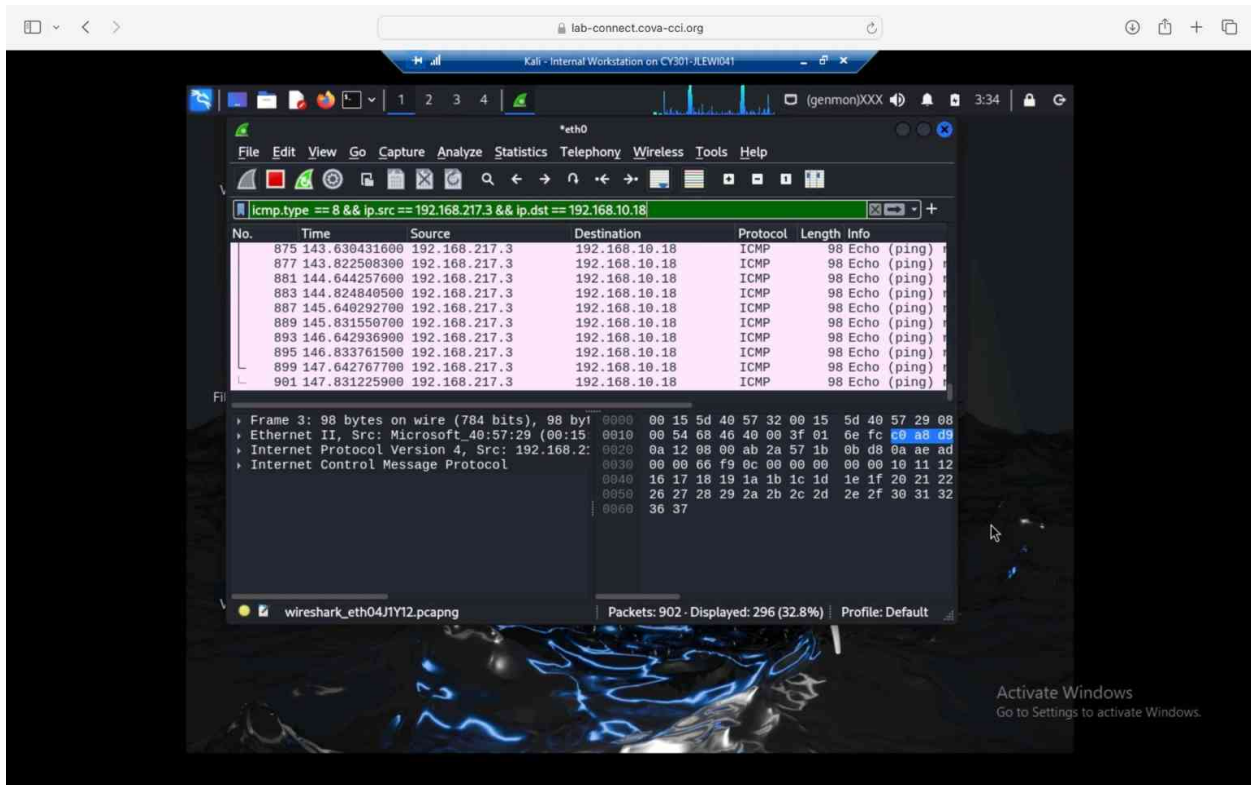 lab-connect.cova-cci.org
Kali - Internal Workstation on CY301-JLEWI041
1 2 3 4 (genmon)XXX 3:34
*eth0
File Edit View Go Capture Analyze Statistics Telephony Wireless Tools Help
icmp.type == 8 && ip.src == 192.168.217.3 && ip.dst == 192.168.10.18
No. Time Source Destination Protocol Length Info
875 143.630431600 192.168.217.3 192.168.10.18 ICMP 98 Echo (ping)
877 143.822508300 192.168.217.3 192.168.10.18 ICMP 98 Echo (ping)
881 144.644257600 192.168.217.3 192.168.10.18 ICMP 98 Echo (ping)
883 144.824840500 192.168.217.3 192.168.10.18 ICMP 98 Echo (ping)
887 145.640292700 192.168.217.3 192.168.10.18 ICMP 98 Echo (ping)
889 145.831550700 192.168.217.3 192.168.10.18 ICMP 98 Echo (ping)
893 146.642936900 192.168.217.3 192.168.10.18 ICMP 98 Echo (ping)
895 146.833761500 192.168.217.3 192.168.10.18 ICMP 98 Echo (ping)
899 147.642767700 192.168.217.3 192.168.10.18 ICMP 98 Echo (ping)
901 147.831225900 192.168.217.3 192.168.10.18 ICMP 98 Echo (ping)
Fil
Frame 3: 98 bytes on wire (784 bits), 98 byt
Ethernet II, Src: Microsoft_40:57:29 (00:15:
Internet Protocol Version 4, Src: 192.168.2
Internet Control Message Protocol
0000 00 15 5d 40 57 32 00 15 5d 40 57 29 08
0010 00 54 68 46 40 00 3f 01 6e fc c0 a8 d9
0020 0a 12 08 00 ab 2a 57 1b 0b d8 0a ae ad
0030 00 00 66 f9 0c 00 00 00 00 00 10 11 12
0040 16 17 18 19 1a 1b 1c 1d 1e 1f 20 21 22
0050 26 27 28 29 2a 2b 2c 2d 2e 2f 30 31 32
0060 36 37
wireshark_eth04J1Y12.pcapng Packets: 902 · Displayed: 296 (32.8%) Profile: Default
Activate Windows
Go to Settings to activate Windows.